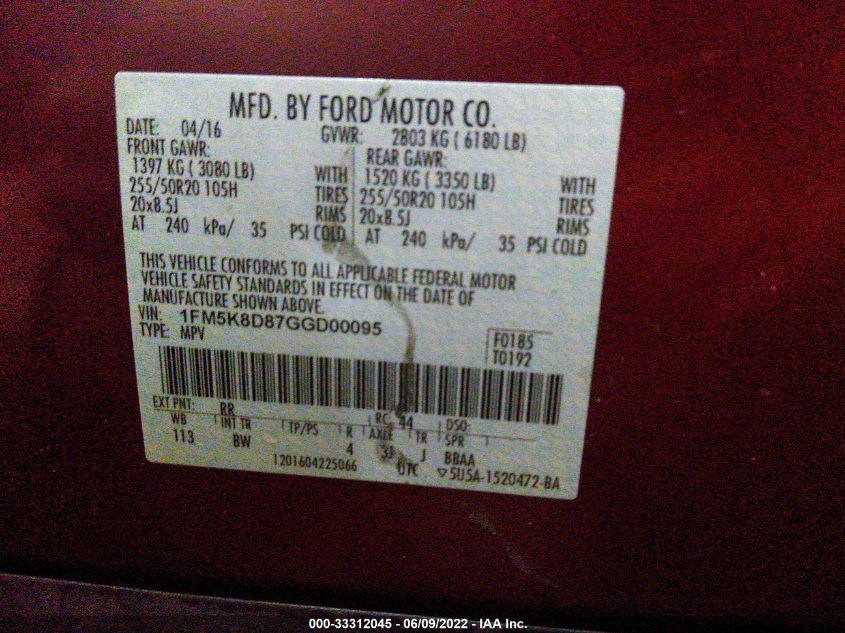 MFD. BY FORD MOTOR CO.
DATE: 04/16 GVWR: 2803 KG ( 6180 LB)
FRONT GAWR: REAR GAWR:
1397 KG ( 3080 LB) WITH 1520 KG ( 3350 LB) WITH
255/50R20 105H TIRES 255/50R20 105H TIRES
20x8.5J RIMS 20x8.5J RIMS
AT 240 kPa/ 35 PSI COLD AT 240 kPa/ 35 PSI COLD
THIS VEHICLE CONFORMS TO ALL APPLICABLE FEDERAL MOTOR
VEHICLE SAFETY STANDARDS IN EFFECT ON THE DATE OF
MANUFACTURE SHOWN ABOVE.
VIN: 1FM5K8D87GGD00095
TYPE: MPV
F0185
T0192
EXT PNT: RR RC: 44 DSO:
WB INT TR TP/PS R AXLE TR SPR
113 BW 4 J BBAA
1201604225066 UTC ▽5U5A-1520472-BA
000-33312045 - 06/09/2022 - IAA Inc.